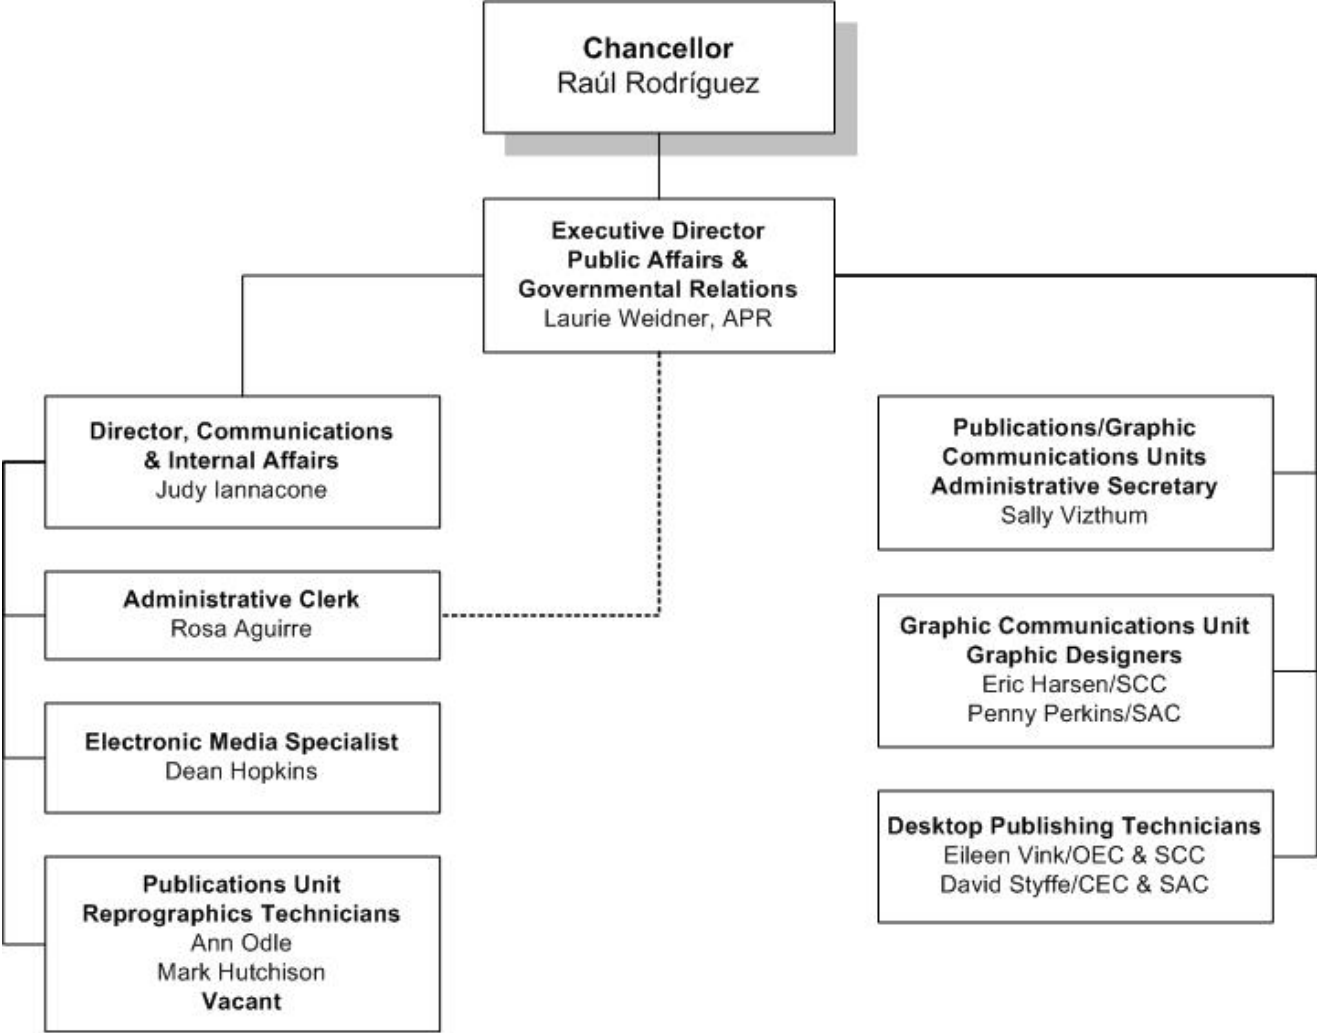 Chancellor
Raúl Rodríguez
Executive Director
Public Affairs &
Governmental Relations
Laurie Weidner, APR
Director, Communications
& Internal Affairs
Judy Iannacone
Administrative Clerk
Rosa Aguirre
Electronic Media Specialist
Dean Hopkins
Publications Unit
Reprographics Technicians
Ann Odle
Mark Hutchison
Vacant
Publications/Graphic
Communications Units
Administrative Secretary
Sally Vizthum
Graphic Communications Unit
Graphic Designers
Eric Harsen/SCC
Penny Perkins/SAC
Desktop Publishing Technicians
Eileen Vink/OEC & SCC
David Styffe/CEC & SAC